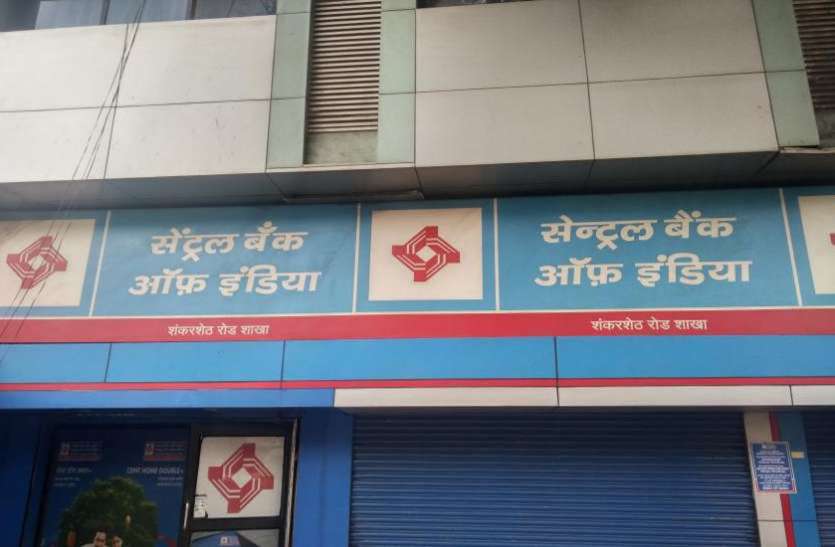 सेंट्रल बँक
ऑफ़ इंडिया
शंकरशेठ रोड शाखा
सेन्ट्रल बैंक
ऑफ़ इंडिया
शंकरशेठ रोड शाखा
CENT HOME DOUBLE+